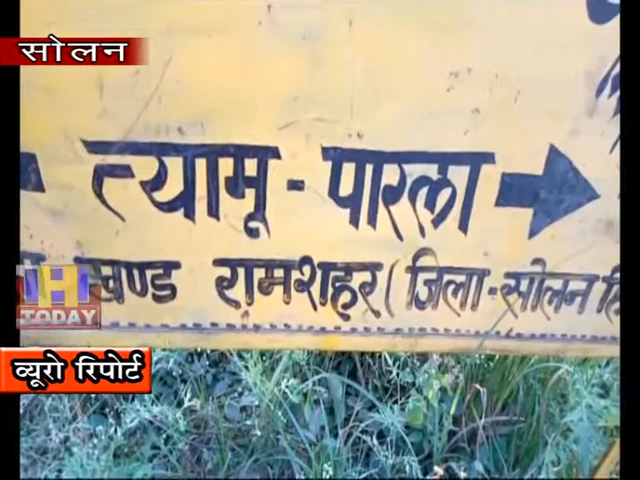 सोलन
त्यामू - पारला →
खण्ड रामशहर (जिला - सोलन हि
H
TODAY
ब्यूरो रिपोर्ट